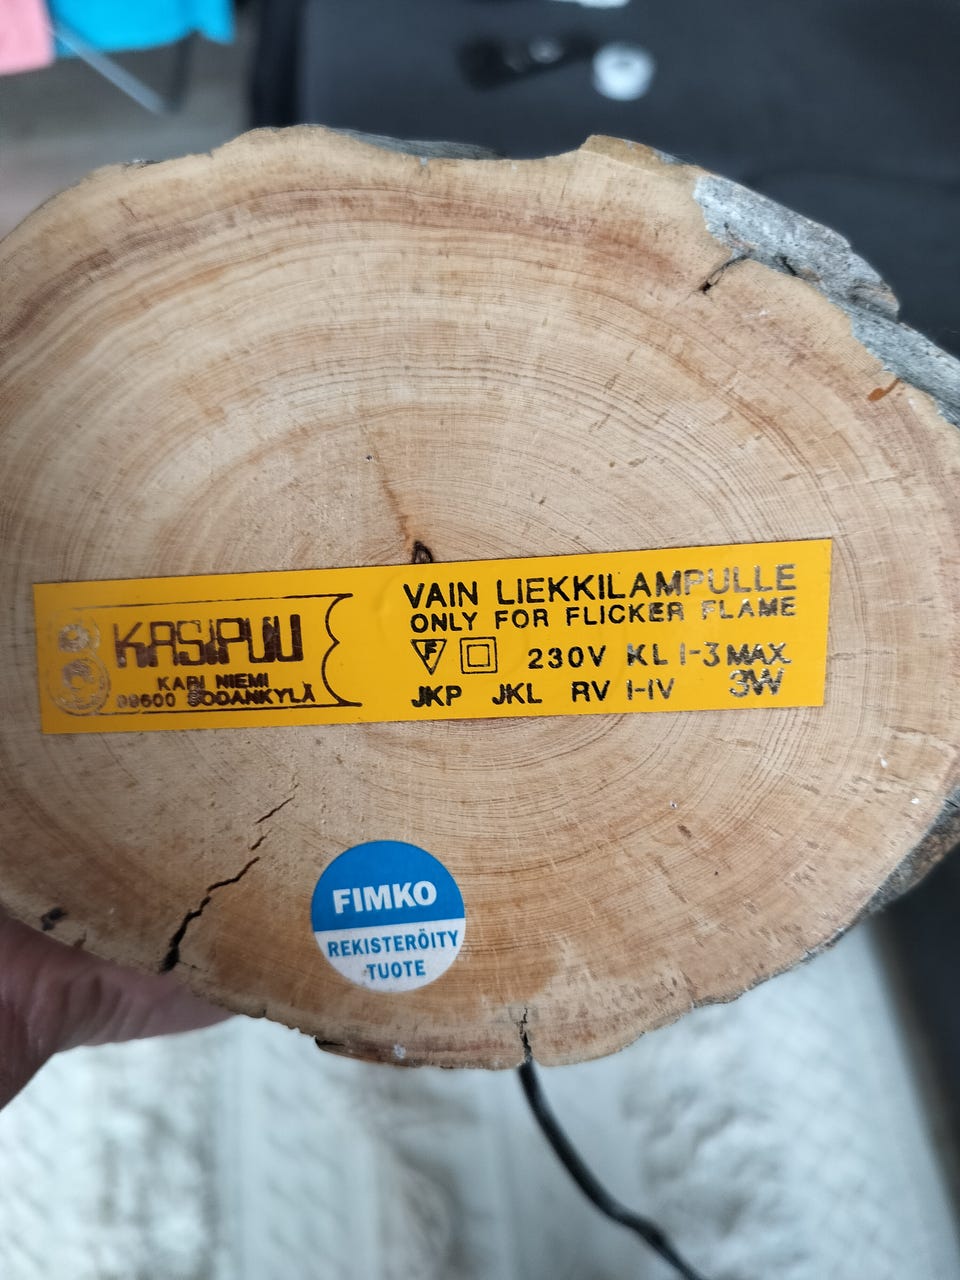 KASIPUU
KARI NIEMI
99600 SODANKYLÄ
VAIN LIEKKILAMPULLE
ONLY FOR FLICKER FLAME
F 230V KL I-3 MAX
JKP JKL RV I-IV 3W
FIMKO
REKISTERÖITY
TUOTE